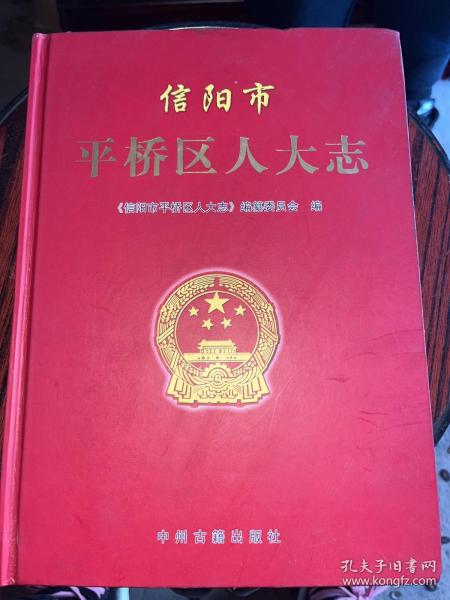 信阳市
平桥区人大志
《信阳市平桥区人大志》编纂委员会 编
中州古籍出版社
孔夫子旧书网
www.kongfz.com